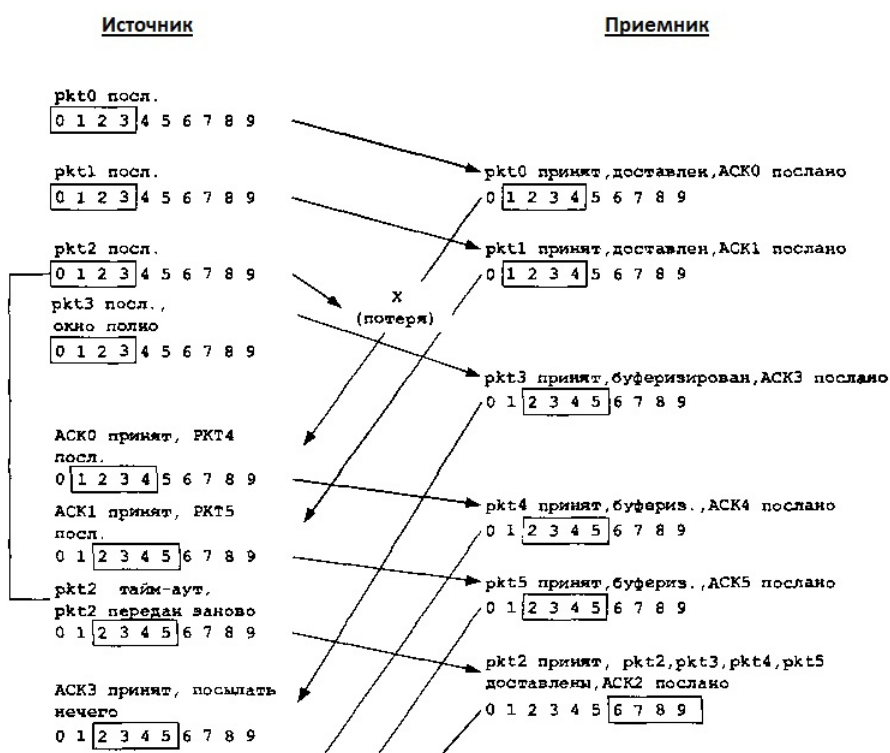 Источник
Приемник
pkt0 посл.
0 1 2 3 4 5 6 7 8 9
pkt1 посл.
0 1 2 3 4 5 6 7 8 9
pkt2 посл.
0 1 2 3 4 5 6 7 8 9
pkt3 посл.,
окно полно
0 1 2 3 4 5 6 7 8 9
ACK0 принят, PKT4
посл.
0 1 2 3 4 5 6 7 8 9
ACK1 принят, PKT5
посл.
0 1 2 3 4 5 6 7 8 9
pkt2 тайм-аут,
pkt2 передан заново
0 1 2 3 4 5 6 7 8 9
ACK3 принят, посылать
нечего
0 1 2 3 4 5 6 7 8 9
X
(потеря)
pkt0 принят,доставлен,ACK0 послано
0 1 2 3 4 5 6 7 8 9
pkt1 принят,доставлен,ACK1 послано
0 1 2 3 4 5 6 7 8 9
pkt3 принят,буферизирован,ACK3 послано
0 1 2 3 4 5 6 7 8 9
pkt4 принят,буфериз.,ACK4 послано
0 1 2 3 4 5 6 7 8 9
pkt5 принят,буфериз.,ACK5 послано
0 1 2 3 4 5 6 7 8 9
pkt2 принят, pkt2,pkt3,pkt4,pkt5
доставлены,ACK2 послано
0 1 2 3 4 5 6 7 8 9